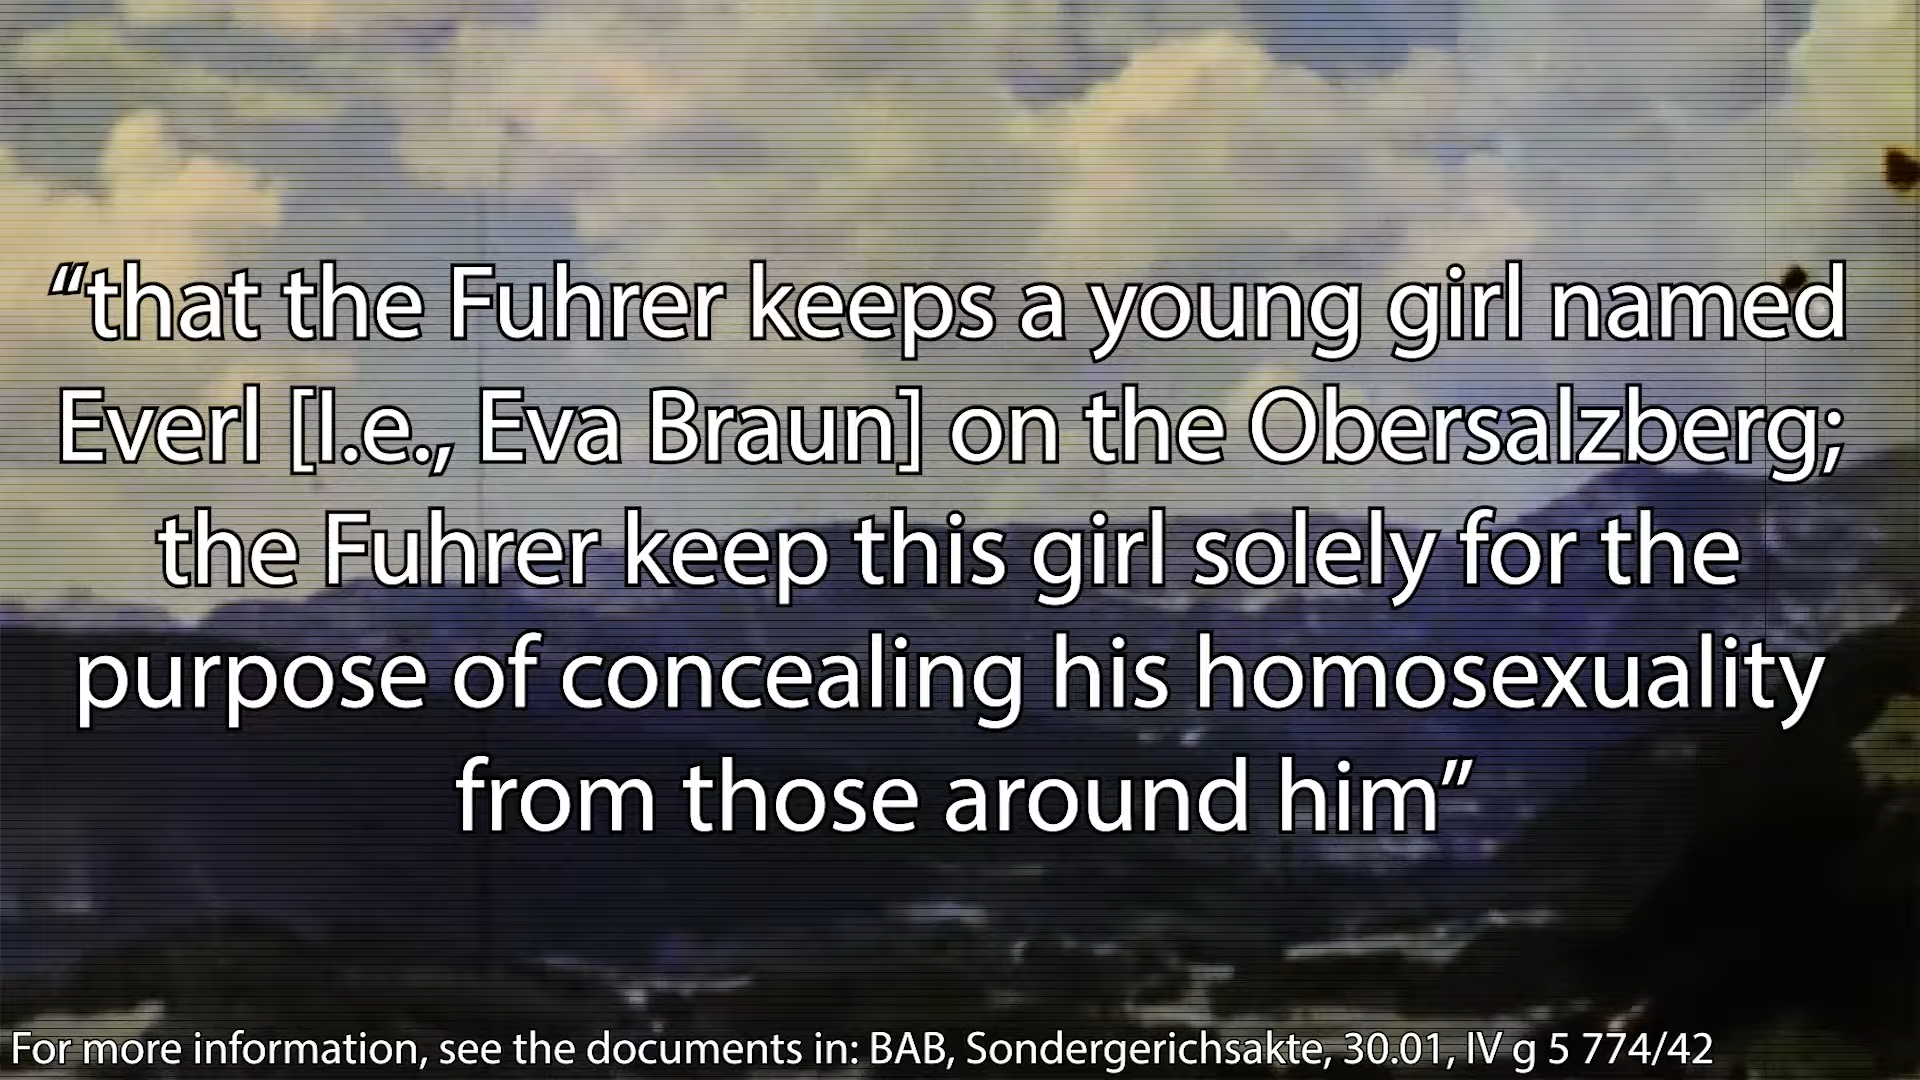 “that the Fuhrer keeps a young girl named
Everl [I.e., Eva Braun] on the Obersalzberg;
the Fuhrer keep this girl solely for the
purpose of concealing his homosexuality
from those around him”
For more information, see the documents in: BAB, Sondergerichsakte, 30.01, IV g 5 774/42